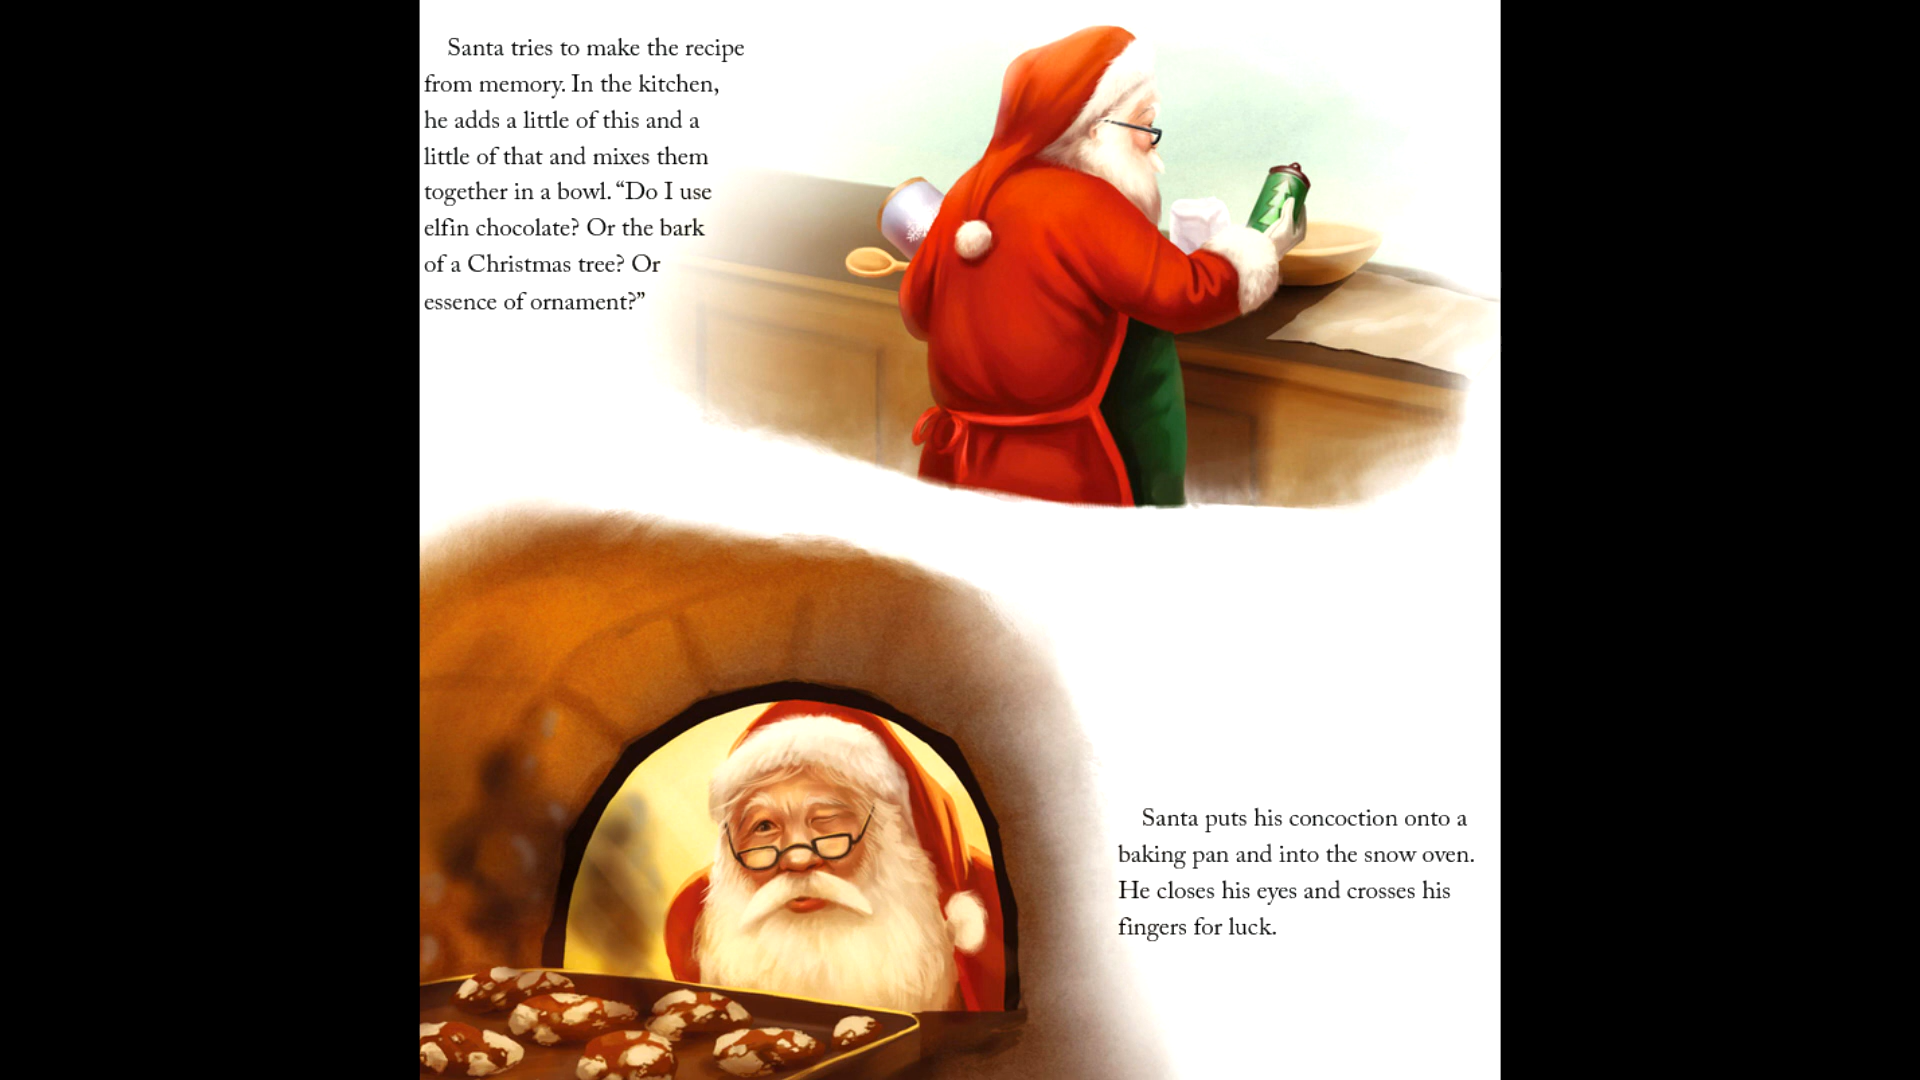 Santa tries to make the recipe
from memory. In the kitchen,
he adds a little of this and a
little of that and mixes them
together in a bowl. “Do I use
elfin chocolate? Or the bark
of a Christmas tree? Or
essence of ornament?”
Santa puts his concoction onto a
baking pan and into the snow oven.
He closes his eyes and crosses his
fingers for luck.